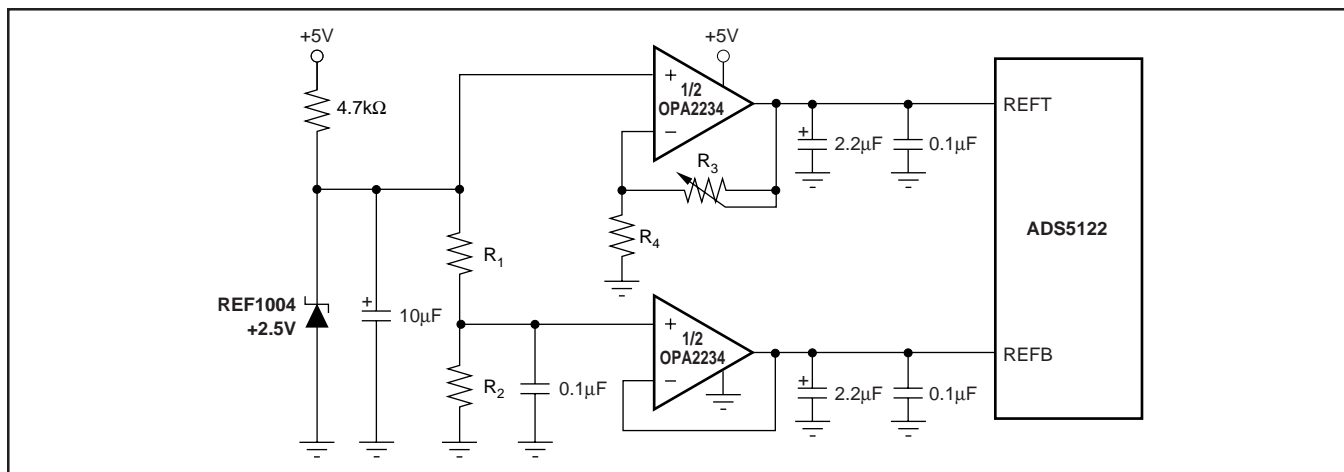 +5V
4.7kΩ
REF1004
+2.5V
10µF
R1
R2
0.1µF
+5V
+
1/2
OPA2234
–
R3
R4
+
2.2µF
0.1µF
REFT
+
1/2
OPA2234
–
+
2.2µF
0.1µF
REFB
ADS5122
+